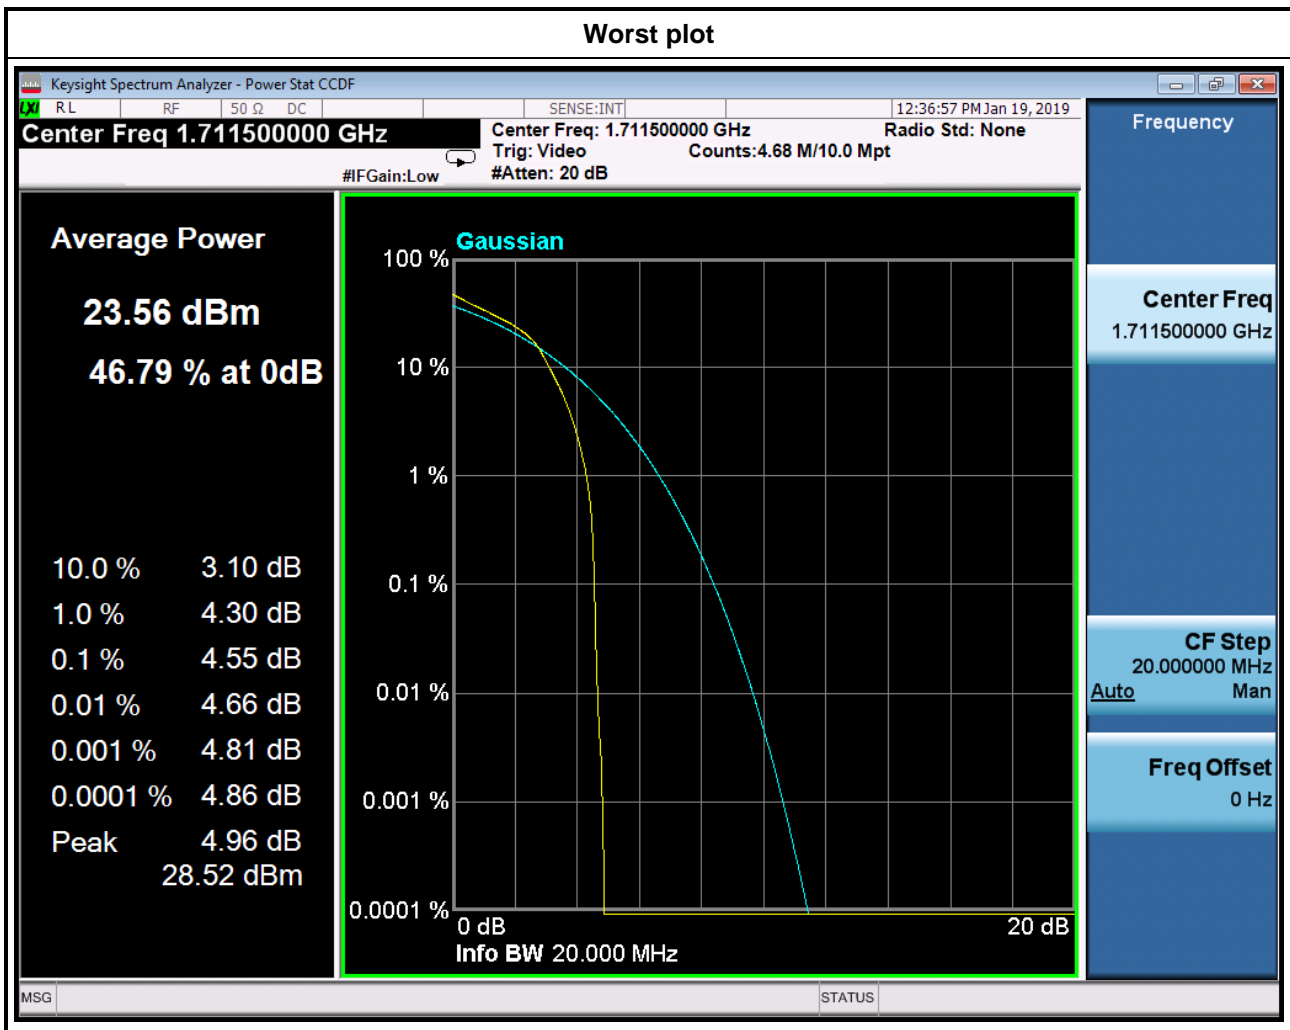 Worst plot
Keysight Spectrum Analyzer - Power Stat CCDF
LXI RL RF 50 Ω DC SENSE:INT 12:36:57 PM Jan 19, 2019
Center Freq 1.711500000 GHz
Center Freq: 1.711500000 GHz Radio Std: None
Trig: Video Counts:4.68 M/10.0 Mpt
#IFGain:Low #Atten: 20 dB
Frequency
Average Power
23.56 dBm
46.79 % at 0dB
10.0 % 3.10 dB
1.0 % 4.30 dB
0.1 % 4.55 dB
0.01 % 4.66 dB
0.001 % 4.81 dB
0.0001 % 4.86 dB
Peak 4.96 dB
28.52 dBm
Gaussian
100 %
10 %
1 %
0.1 %
0.01 %
0.001 %
0.0001 %
0 dB 20 dB
Info BW 20.000 MHz
Center Freq
1.711500000 GHz
CF Step
20.000000 MHz
Auto Man
Freq Offset
0 Hz
MSG STATUS